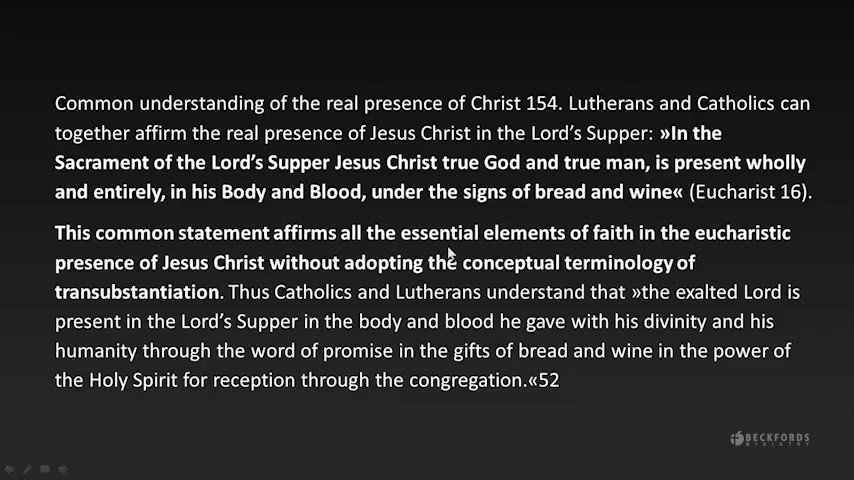 Common understanding of the real presence of Christ 154. Lutherans and Catholics can
together affirm the real presence of Jesus Christ in the Lord’s Supper: »In the
Sacrament of the Lord’s Supper Jesus Christ true God and true man, is present wholly
and entirely, in his Body and Blood, under the signs of bread and wine« (Eucharist 16).
This common statement affirms all the essential elements of faith in the eucharistic
presence of Jesus Christ without adopting the conceptual terminology of
transubstantiation. Thus Catholics and Lutherans understand that »the exalted Lord is
present in the Lord’s Supper in the body and blood he gave with his divinity and his
humanity through the word of promise in the gifts of bread and wine in the power of
the Holy Spirit for reception through the congregation.«52
BECKFORDS
MINISTRY